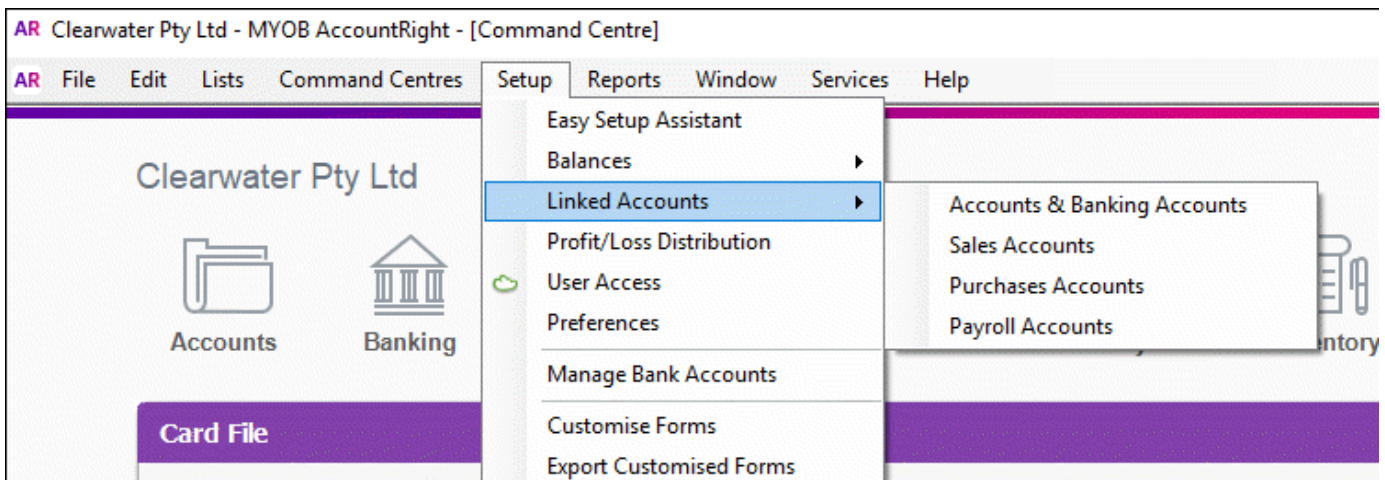 AR Clearwater Pty Ltd - MYOB AccountRight - [Command Centre]
AR File Edit Lists Command Centres Setup Reports Window Services Help
Easy Setup Assistant
Clearwater Pty Ltd
Balances
Linked Accounts
Accounts & Banking Accounts
Profit/Loss Distribution
Sales Accounts
User Access
Purchases Accounts
Preferences
Payroll Accounts
Accounts
Banking
ntory
Manage Bank Accounts
Card File
Customise Forms
Export Customised Forms